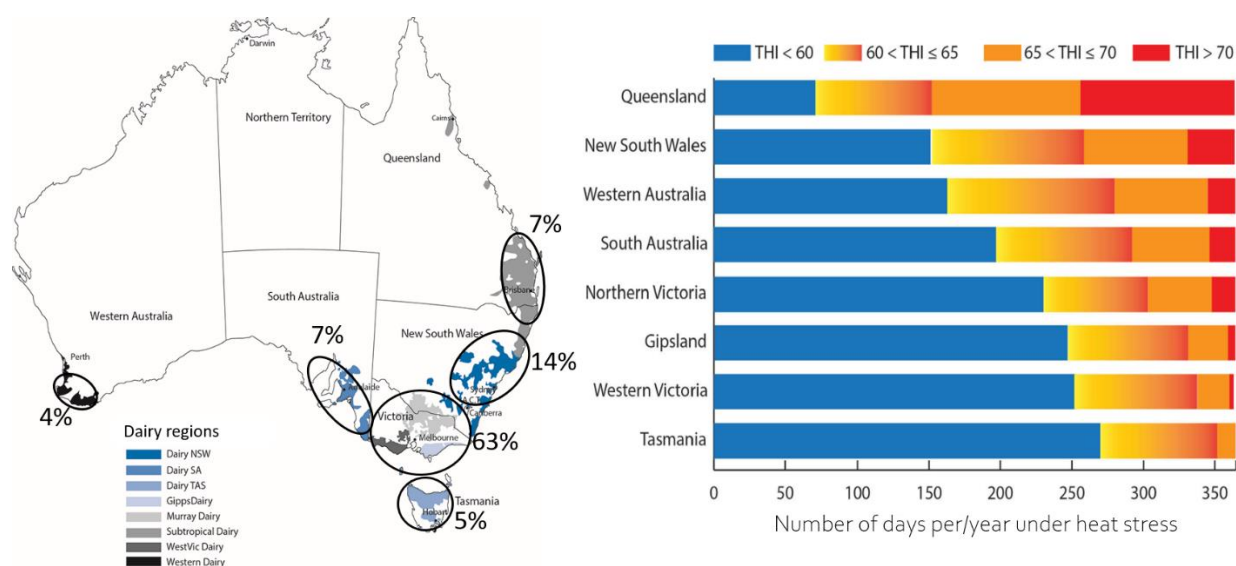 Darwin
Northern Territory
Cairns
Queensland
7%
Brisbane
Western Australia
South Australia
New South Wales
7%
14%
Perth
Adelaide
Sydney
A.C.T
Canberra
4%
Victoria
Melbourne
63%
Tasmania
Hobart
5%
Dairy regions
Dairy NSW
Dairy SA
Dairy TAS
GippsDairy
Murray Dairy
Subtropical Dairy
WestVic Dairy
Western Dairy
THI < 60 60 < THI ≤ 65 65 < THI ≤ 70 THI > 70
Queensland
New South Wales
Western Australia
South Australia
Northern Victoria
Gipsland
Western Victoria
Tasmania
0 50 100 150 200 250 300 350
Number of days per/year under heat stress